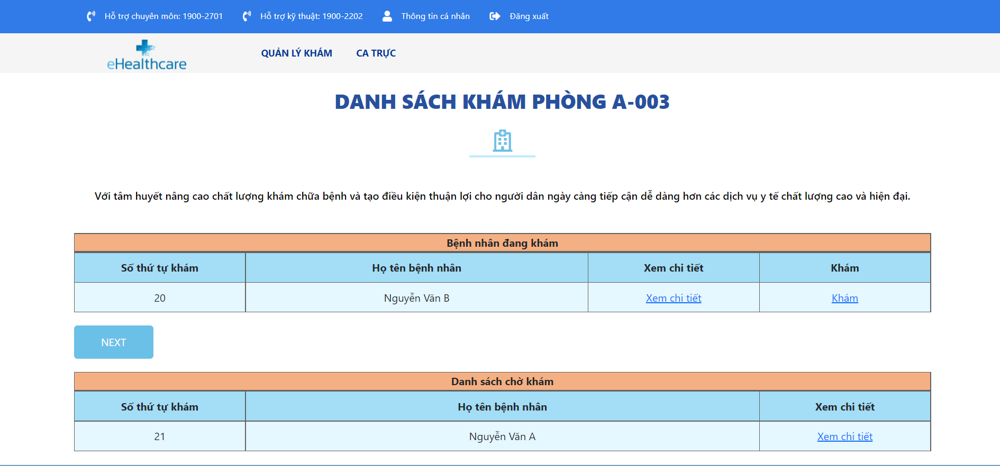 Hỗ trợ chuyên môn: 1900-2701 Hỗ trợ kỹ thuật: 1900-2202 Thông tin cá nhân Đăng xuất
eHealthcare QUẢN LÝ KHÁM CA TRỰC
DANH SÁCH KHÁM PHÒNG A-003
Với tâm huyết nâng cao chất lượng khám chữa bệnh và tạo điều kiện thuận lợi cho người dân ngày càng tiếp cận dễ dàng hơn các dịch vụ y tế chất lượng cao và hiện đại.
Bệnh nhân đang khám
Số thứ tự khám Họ tên bệnh nhân Xem chi tiết Khám
20 Nguyễn Văn B Xem chi tiết Khám
NEXT
Danh sách chờ khám
Số thứ tự khám Họ tên bệnh nhân Xem chi tiết
21 Nguyễn Văn A Xem chi tiết